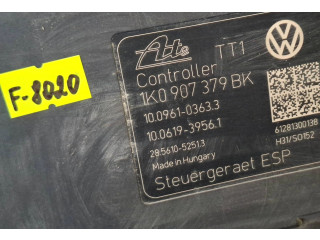 F-8020
Ate TT1
Controller
1K0 907 379 BK
10.0961-0363.3
10.0619-3956.1
28.5610-5251.3
Made in Hungary
61281300138
H31/50152
Steuergeraet ESP